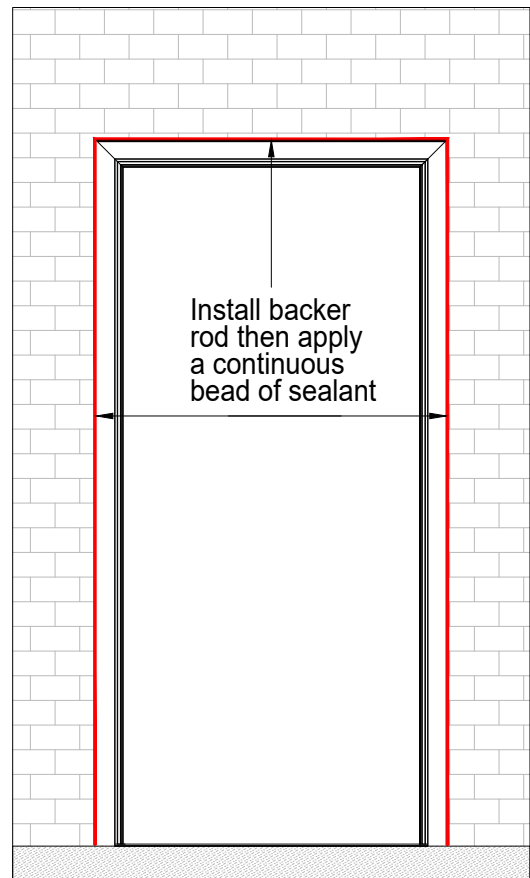 Install backer
rod then apply
a continuous
bead of sealant